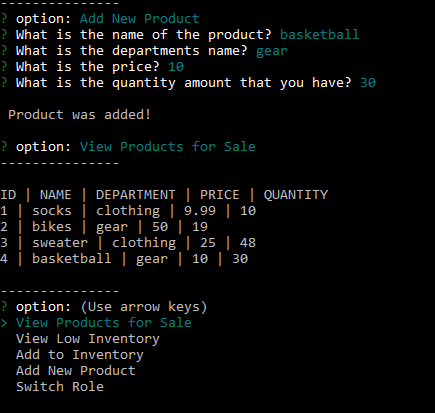 ---------------
? option: Add New Product
? What is the name of the product? basketball
? What is the departments name? gear
? What is the price? 10
? What is the quantity amount that you have? 30
Product was added!
? option: View Products for Sale
---------------
ID | NAME | DEPARTMENT | PRICE | QUANTITY
1 | socks | clothing | 9.99 | 10
2 | bikes | gear | 50 | 19
3 | sweater | clothing | 25 | 48
4 | basketball | gear | 10 | 30
---------------
? option: (Use arrow keys)
> View Products for Sale
View Low Inventory
Add to Inventory
Add New Product
Switch Role